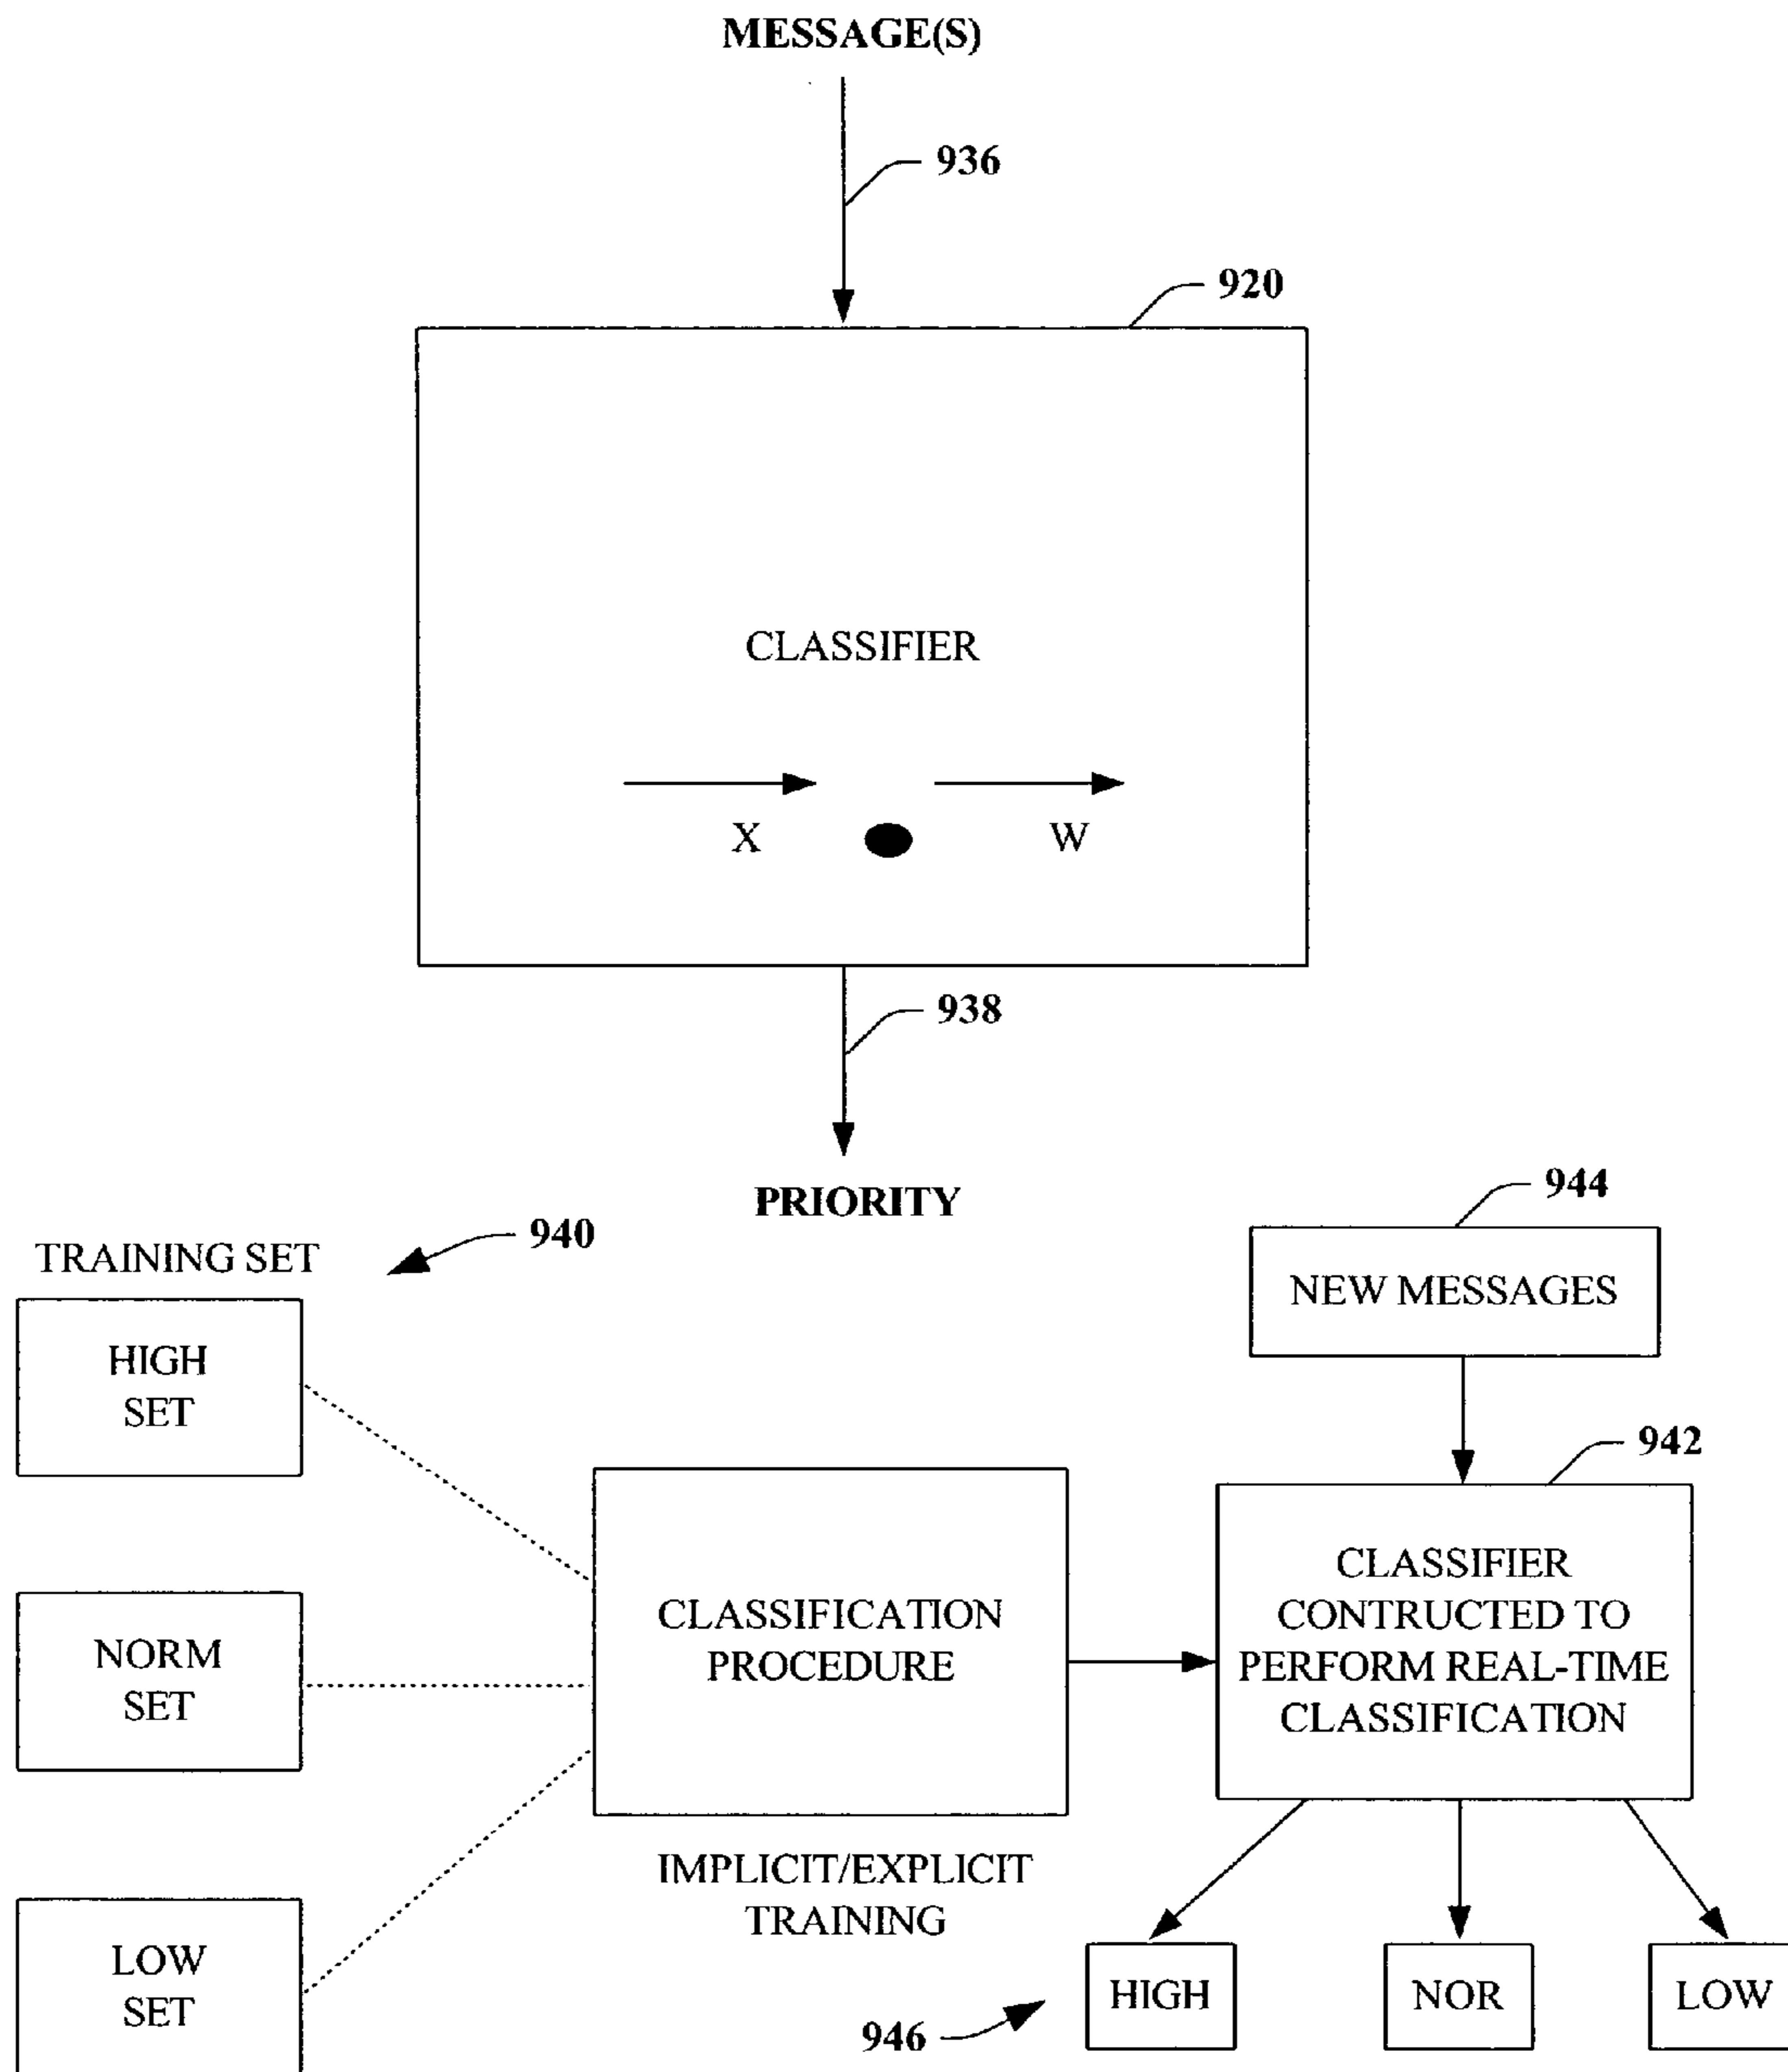 MESSAGE(S)
936
920
CLASSIFIER
X
W
938
PRIORITY
944
940
TRAINING SET
NEW MESSAGES
HIGH
SET
942
CLASSIFICATION
PROCEDURE
CLASSIFIER
CONTRUCTED TO
PERFORM REAL-TIME
CLASSIFICATION
NORM
SET
IMPLICIT/EXPLICIT
TRAINING
LOW
SET
HIGH
NOR
LOW
946